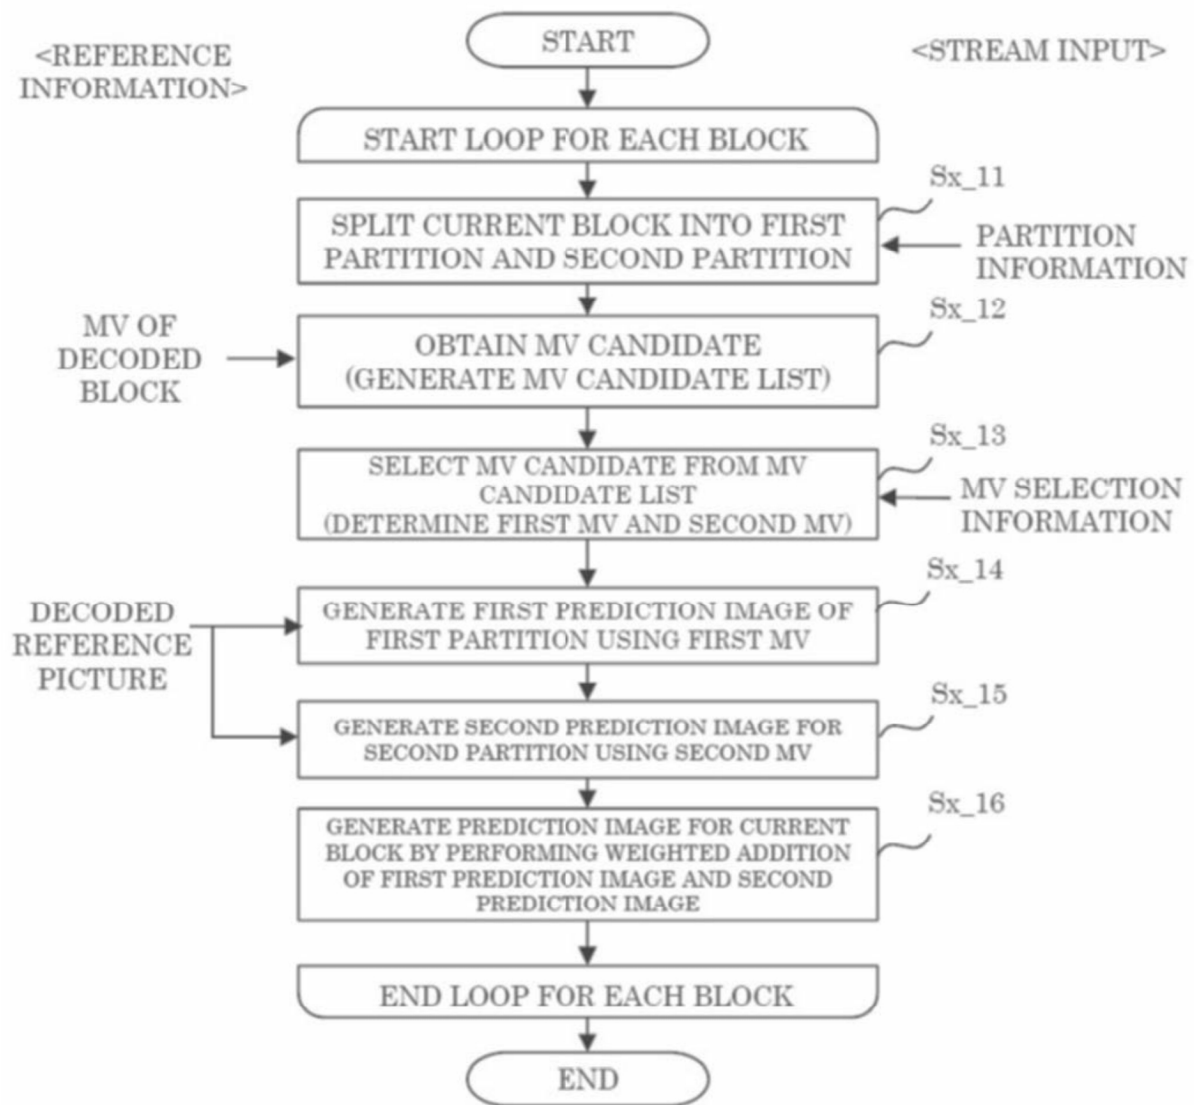 START
<REFERENCE
INFORMATION>
<STREAM INPUT>
START LOOP FOR EACH BLOCK
Sx_11
SPLIT CURRENT BLOCK INTO FIRST
PARTITION AND SECOND PARTITION
PARTITION
INFORMATION
Sx_12
MV OF
DECODED
BLOCK
OBTAIN MV CANDIDATE
(GENERATE MV CANDIDATE LIST)
Sx_13
SELECT MV CANDIDATE FROM MV
CANDIDATE LIST
(DETERMINE FIRST MV AND SECOND MV)
MV SELECTION
INFORMATION
Sx_14
DECODED
REFERENCE
PICTURE
GENERATE FIRST PREDICTION IMAGE OF
FIRST PARTITION USING FIRST MV
Sx_15
GENERATE SECOND PREDICTION IMAGE FOR
SECOND PARTITION USING SECOND MV
Sx_16
GENERATE PREDICTION IMAGE FOR CURRENT
BLOCK BY PERFORMING WEIGHTED ADDITION
OF FIRST PREDICTION IMAGE AND SECOND
PREDICTION IMAGE
END LOOP FOR EACH BLOCK
END